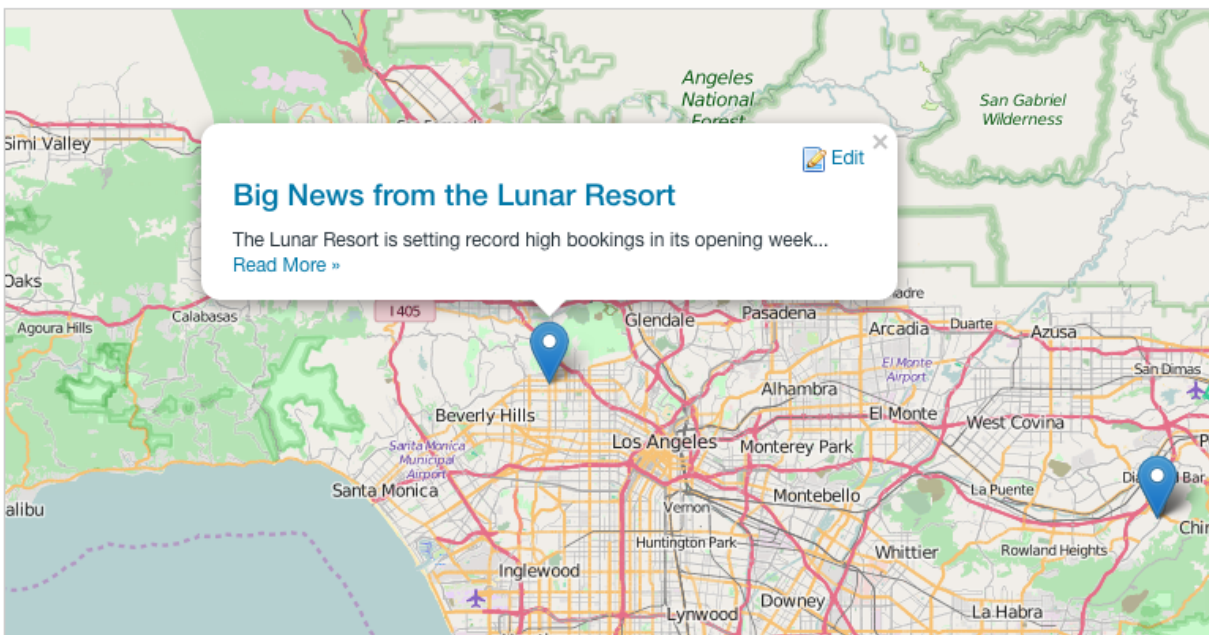 Angeles
National
Forest
San Gabriel
Wilderness
Simi Valley
×
Edit
Big News from the Lunar Resort
The Lunar Resort is setting record high bookings in its opening week...
Read More »
Oaks
adre
I 405
Calabasas
Agoura Hills
Glendale
Pasadena
Arcadia
Duarte
Azusa
El Monte
Airport
San Dimas
Alhambra
Beverly Hills
El Monte
West Covina
Los Angeles
Monterey Park
P
Santa Monica
Municipal
Airport
Dia
l Bar
Santa Monica
La Puente
Montebello
alibu
Vernon
Chin
Huntington Park
Whittier
Rowland Heights
Inglewood
Downey
La Habra
Lynwood